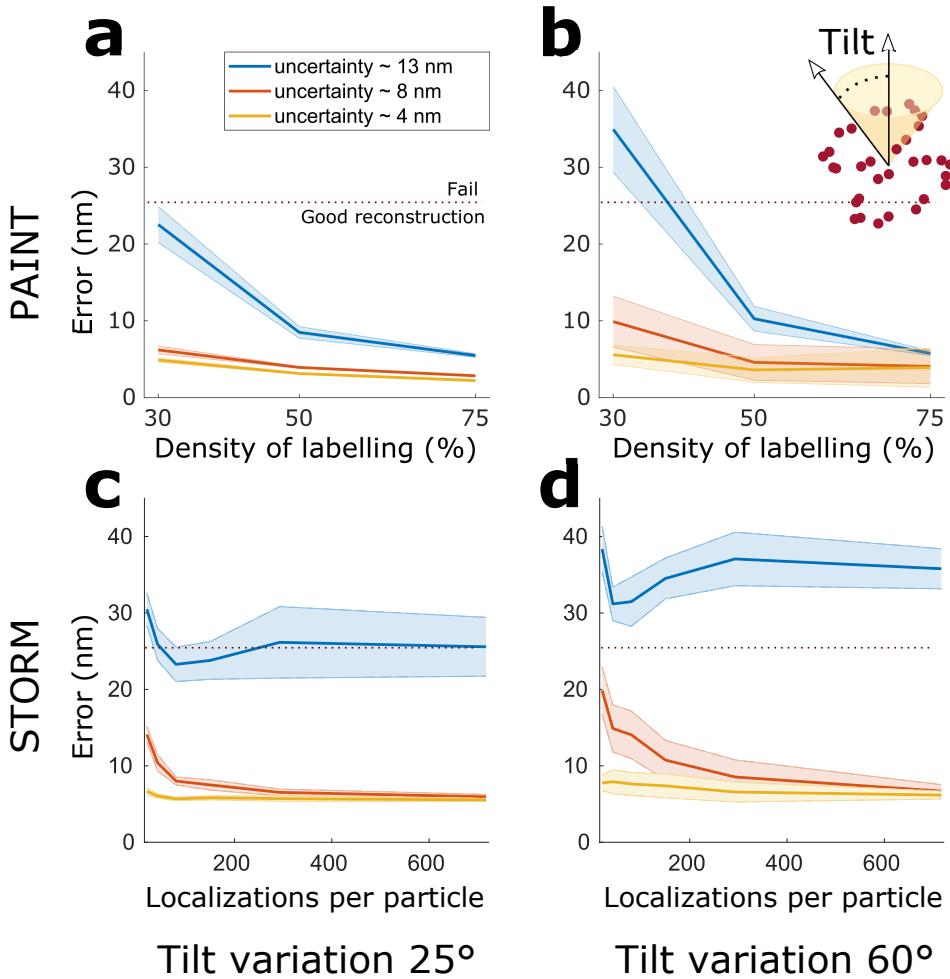 a
b
uncertainty ~ 13 nm
uncertainty ~ 8 nm
uncertainty ~ 4 nm
Tilt
Fail
Good reconstruction
PAINT
Error (nm)
40
30
20
10
0
30
50
75
Density of labelling (%)
40
30
20
10
0
30
50
75
Density of labelling (%)
c
d
STORM
Error (nm)
40
30
20
10
0
200
400
600
Localizations per particle
40
30
20
10
0
200
400
600
Localizations per particle
Tilt variation 25°
Tilt variation 60°